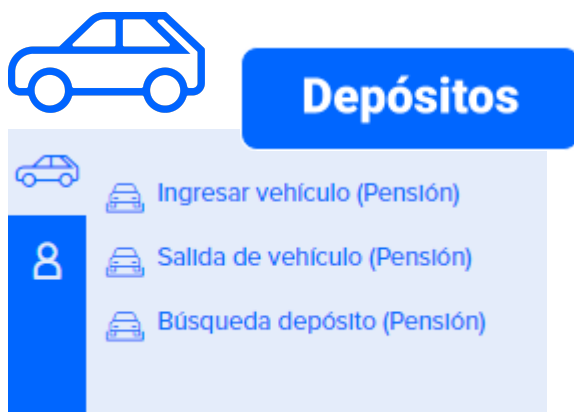 Depósitos
Ingresar vehículo (Pensión)
Salida de vehículo (Pensión)
Búsqueda depósito (Pensión)